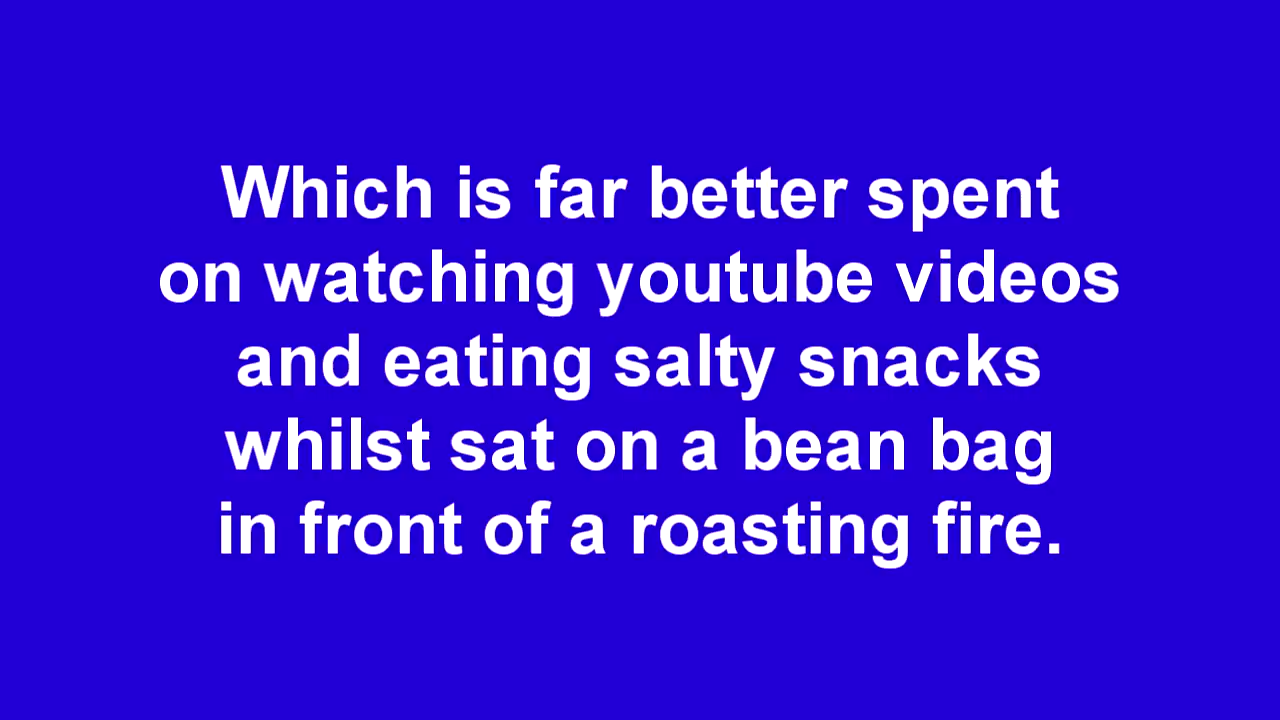 Which is far better spent
on watching youtube videos
and eating salty snacks
whilst sat on a bean bag
in front of a roasting fire.